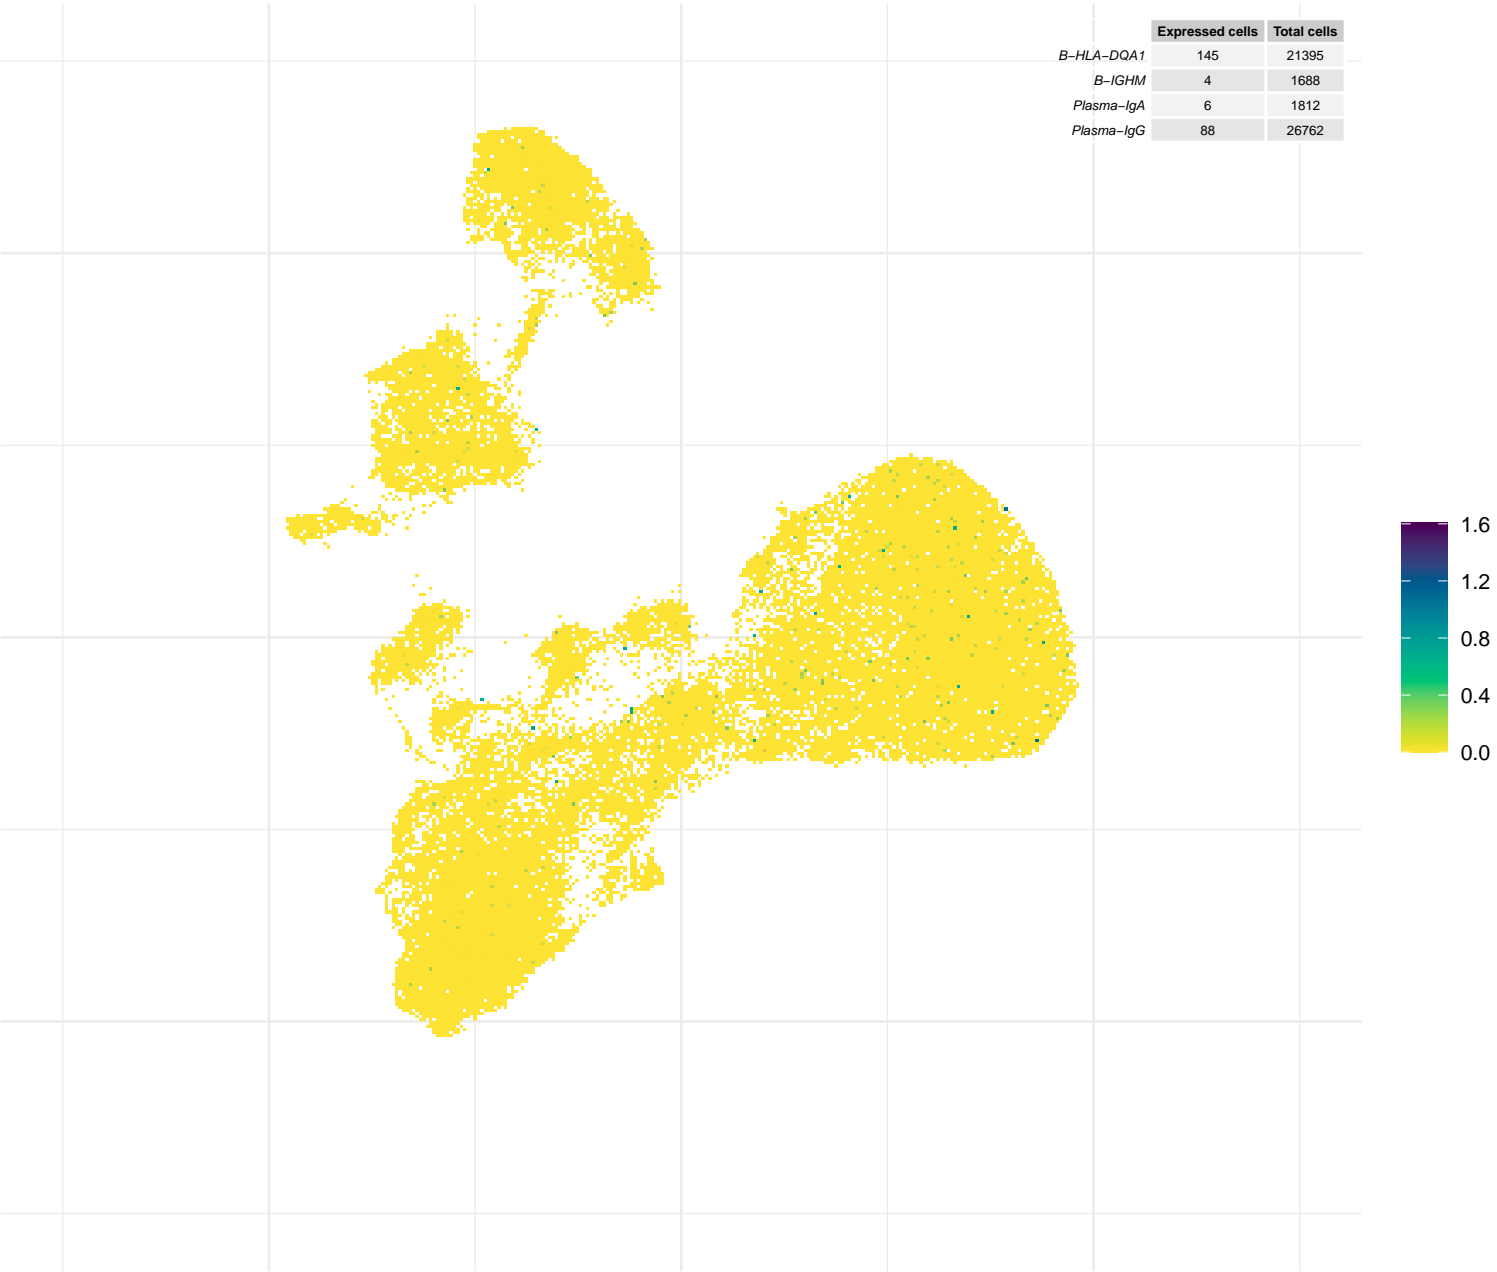 Expressed cells Total cells
B−HLA−DQA1 145 21395
B−IGHM 4 1688
Plasma−IgA 6 1812
Plasma−IgG 88 26762
1.6
1.2
0.8
0.4
0.0